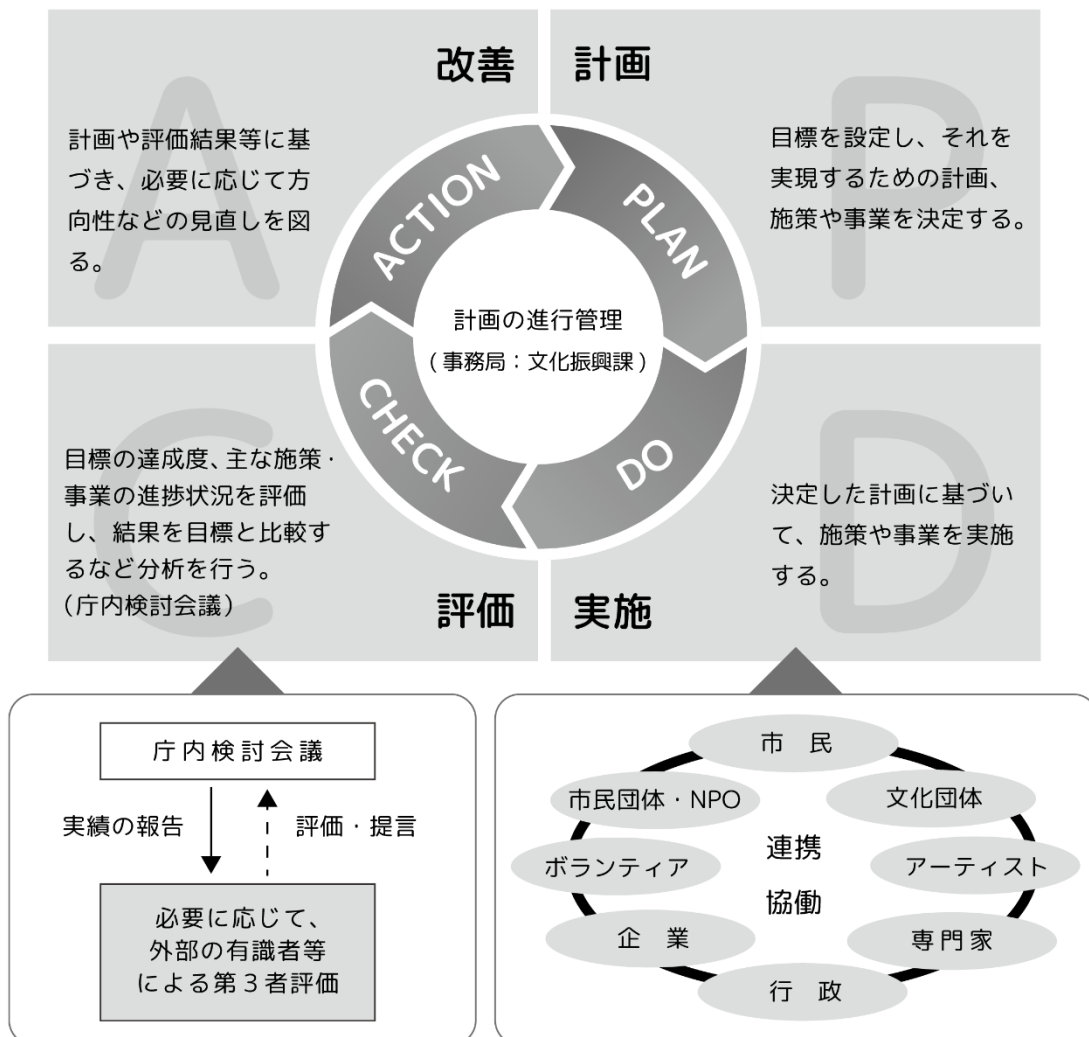 改善
計画
A
計画や評価結果等に基
づき、必要に応じて方
向性などの見直しを図
る。
P
目標を設定し、それを
実現するための計画、
施策や事業を決定する。
ACTION
PLAN
計画の進行管理
(事務局：文化振興課)
CHECK
DO
C
目標の達成度、主な施策・
事業の進捗状況を評価
し、結果を目標と比較す
るなど分析を行う。
（庁内検討会議）
D
決定した計画に基づい
て、施策や事業を実施
する。
評価
実施
庁内検討会議
実績の報告
評価・提言
必要に応じて、
外部の有識者等
による第３者評価
市　民
市民団体・NPO
文化団体
ボランティア
連携
協働
アーティスト
企　業
専門家
行　政